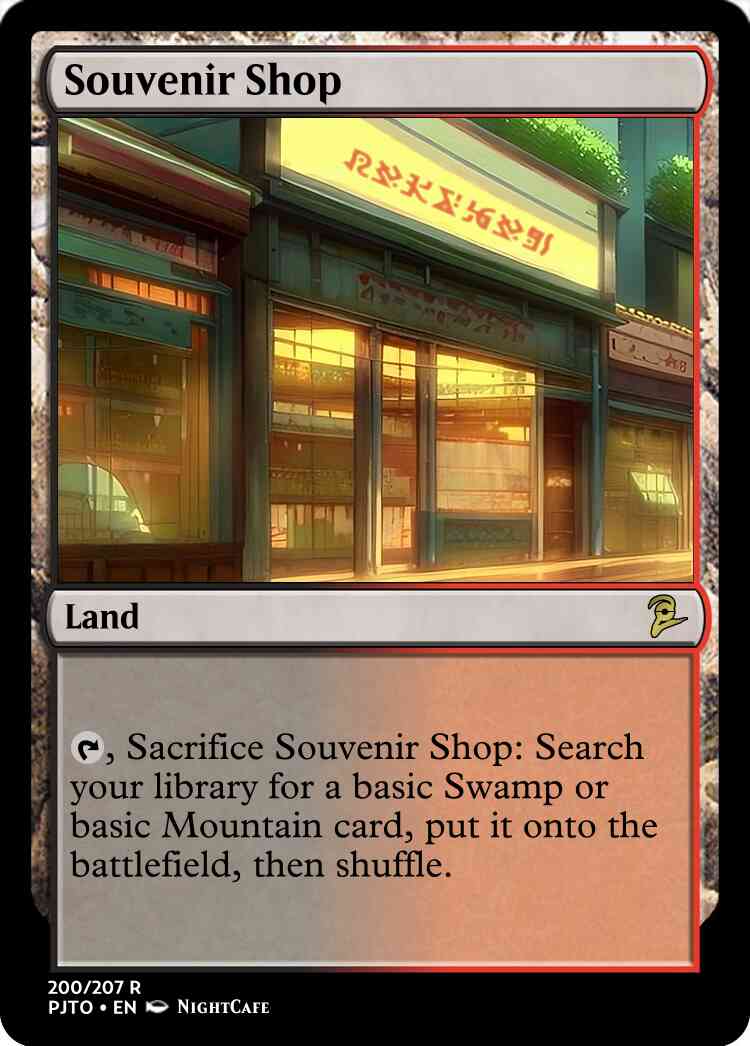 Souvenir Shop
Land
, Sacrifice Souvenir Shop: Search
your library for a basic Swamp or
basic Mountain card, put it onto the
battlefield, then shuffle.
200/207 R
PJTO • EN NightCafe